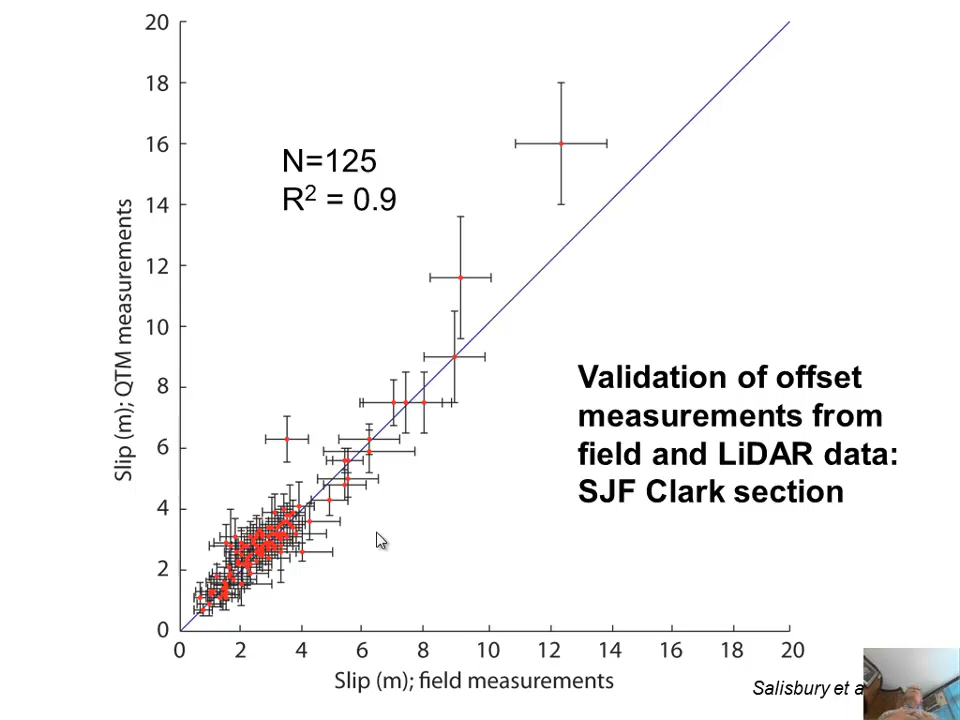 20
18
16
14
12
10
8
6
4
2
0
Slip (m); QTM measurements
N=125
R² = 0.9
Validation of offset
measurements from
field and LiDAR data:
SJF Clark section
0 2 4 6 8 10 12 14 16 18 20
Slip (m); field measurements
Salisbury et a